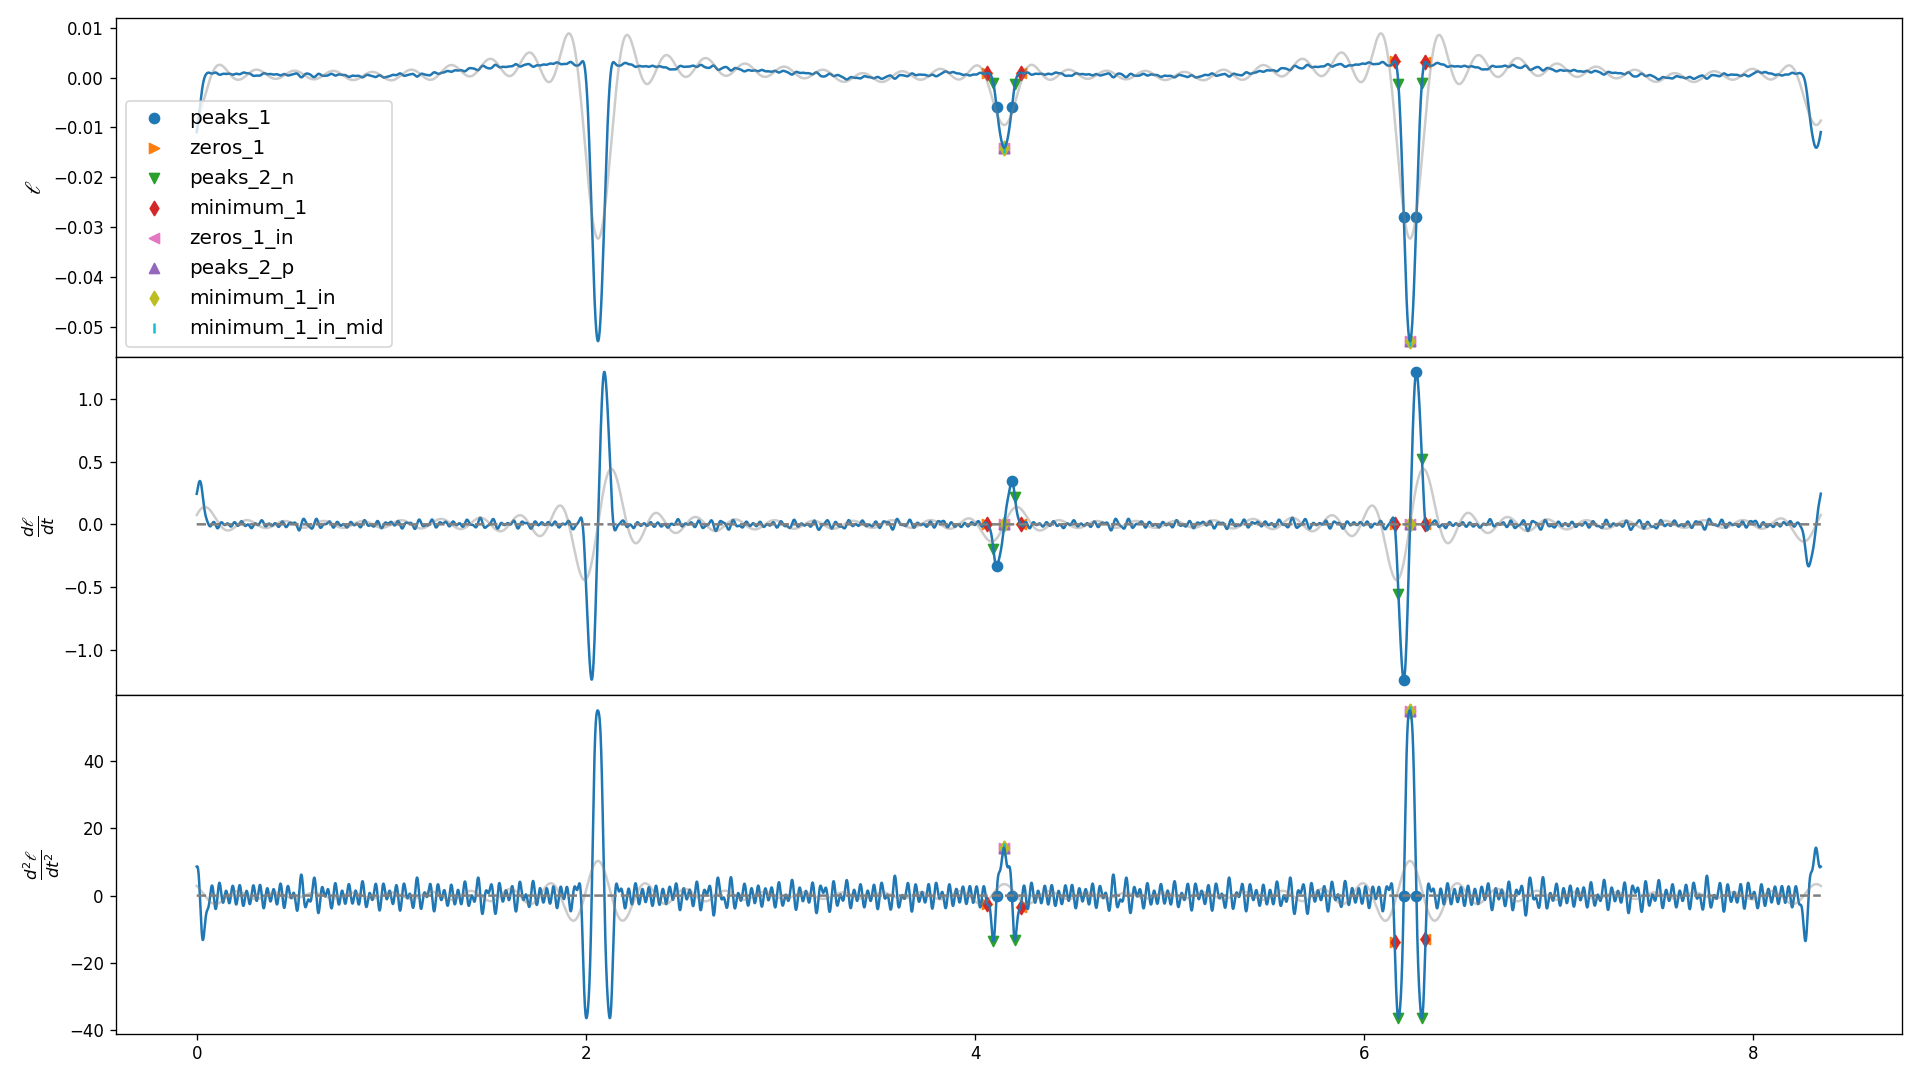 0.01
0.00
−0.01
−0.02
−0.03
−0.04
−0.05
ℓ
peaks_1
zeros_1
peaks_2_n
minimum_1
zeros_1_in
peaks_2_p
minimum_1_in
minimum_1_in_mid
1.0
0.5
0.0
−0.5
−1.0
dℓ
dt
40
20
0
−20
−40
d²ℓ
dt²
0 2 4 6 8